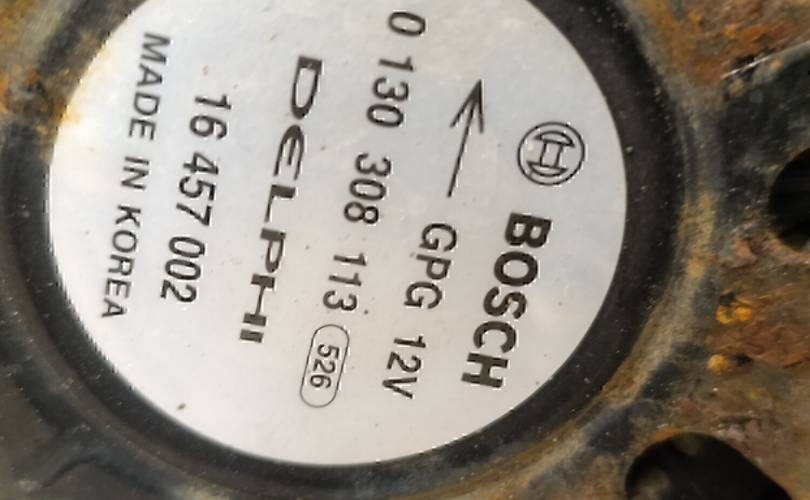 BOSCH
GPG 12V
0 130 308 113 526
DELPHI
16 457 002
MADE IN KOREA